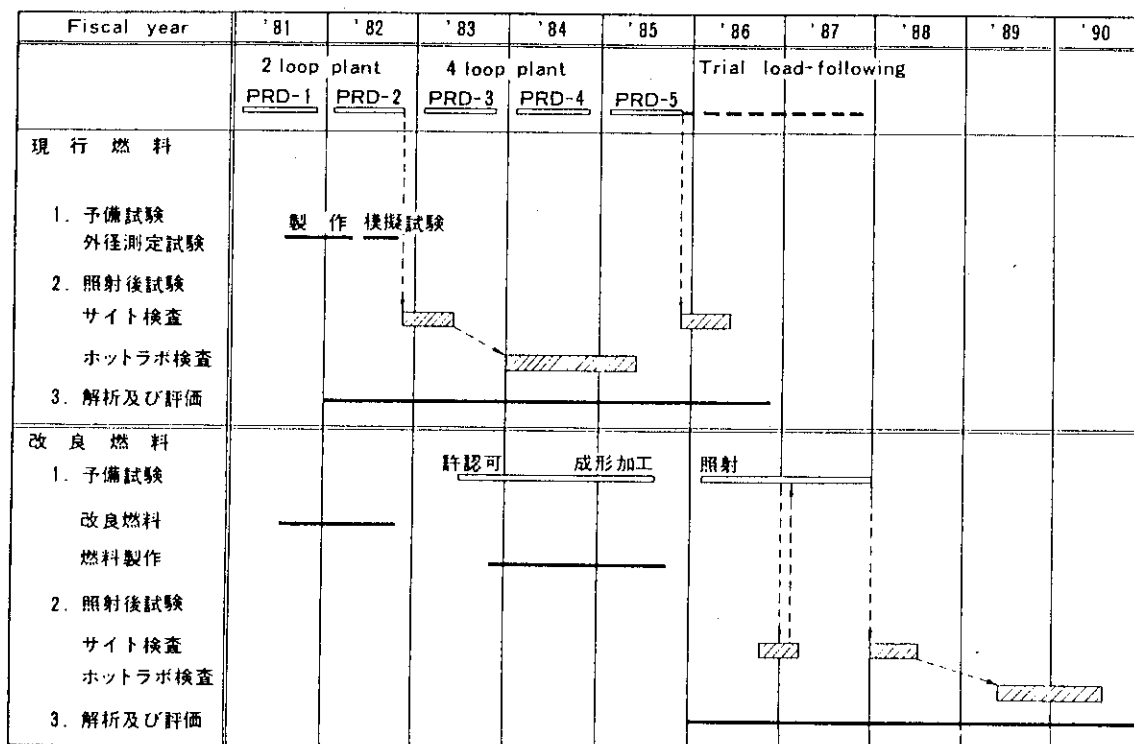 Fiscal year '81 '82 '83 '84 '85 '86 '87 '88 '89 '90
2 loop plant 4 loop plant Trial load-following
PRD-1 PRD-2 PRD-3 PRD-4 PRD-5
現行燃料
1. 予備試験 製作 模擬試験
外径測定試験
2. 照射後試験
サイト検査
ホットラボ検査
3. 解析及び評価
改良燃料
1. 予備試験 許認可 成形加工 照射
改良燃料
燃料製作
2. 照射後試験
サイト検査
ホットラボ検査
3. 解析及び評価